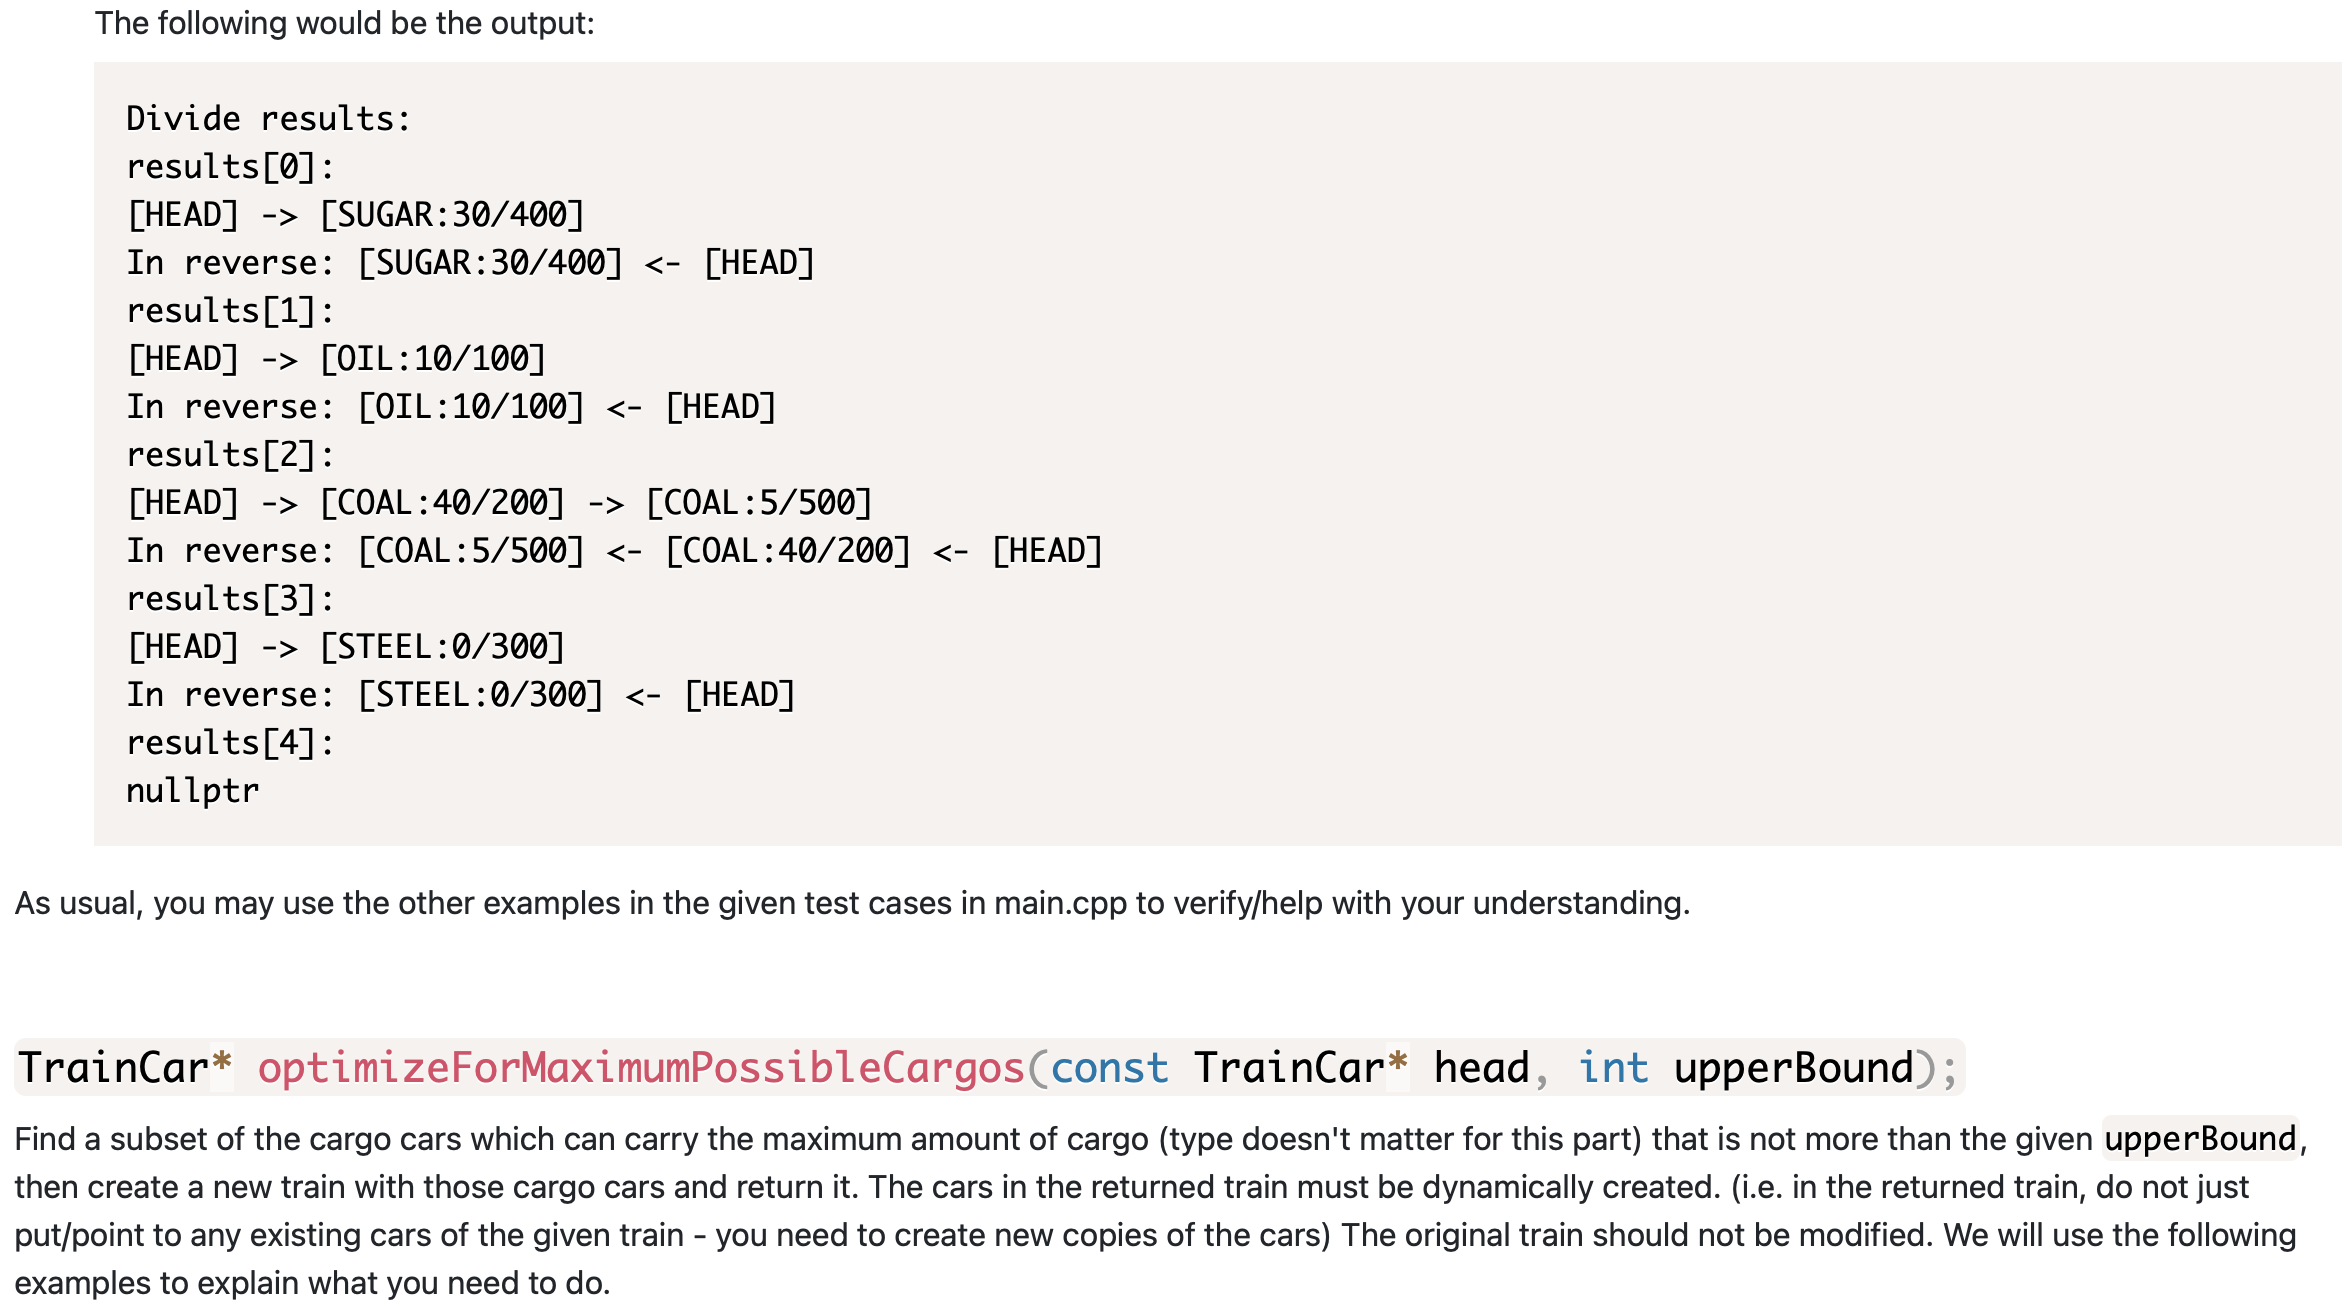 The following would be the output:
Divide results:
results[0]:
[HEAD] -> [SUGAR:30/400]
In reverse: [SUGAR:30/400] <- [HEAD]
results[1]:
[HEAD] -> [OIL:10/100]
In reverse: [OIL:10/100] <- [HEAD]
results[2]:
[HEAD] -> [COAL:40/200] -> [COAL:5/500]
In reverse: [COAL:5/500] <- [COAL:40/200] <- [HEAD]
results[3]:
[HEAD] -> [STEEL:0/300]
In reverse: [STEEL:0/300] <- [HEAD]
results[4]:
nullptr
As usual, you may use the other examples in the given test cases in main.cpp to verify/help with your understanding.
TrainCar* optimizeForMaximumPossibleCargos(const TrainCar* head, int upperBound);
Find a subset of the cargo cars which can carry the maximum amount of cargo (type doesn't matter for this part) that is not more than the given upperBound,
then create a new train with those cargo cars and return it. The cars in the returned train must be dynamically created. (i.e. in the returned train, do not just
put/point to any existing cars of the given train - you need to create new copies of the cars) The original train should not be modified. We will use the following
examples to explain what you need to do.